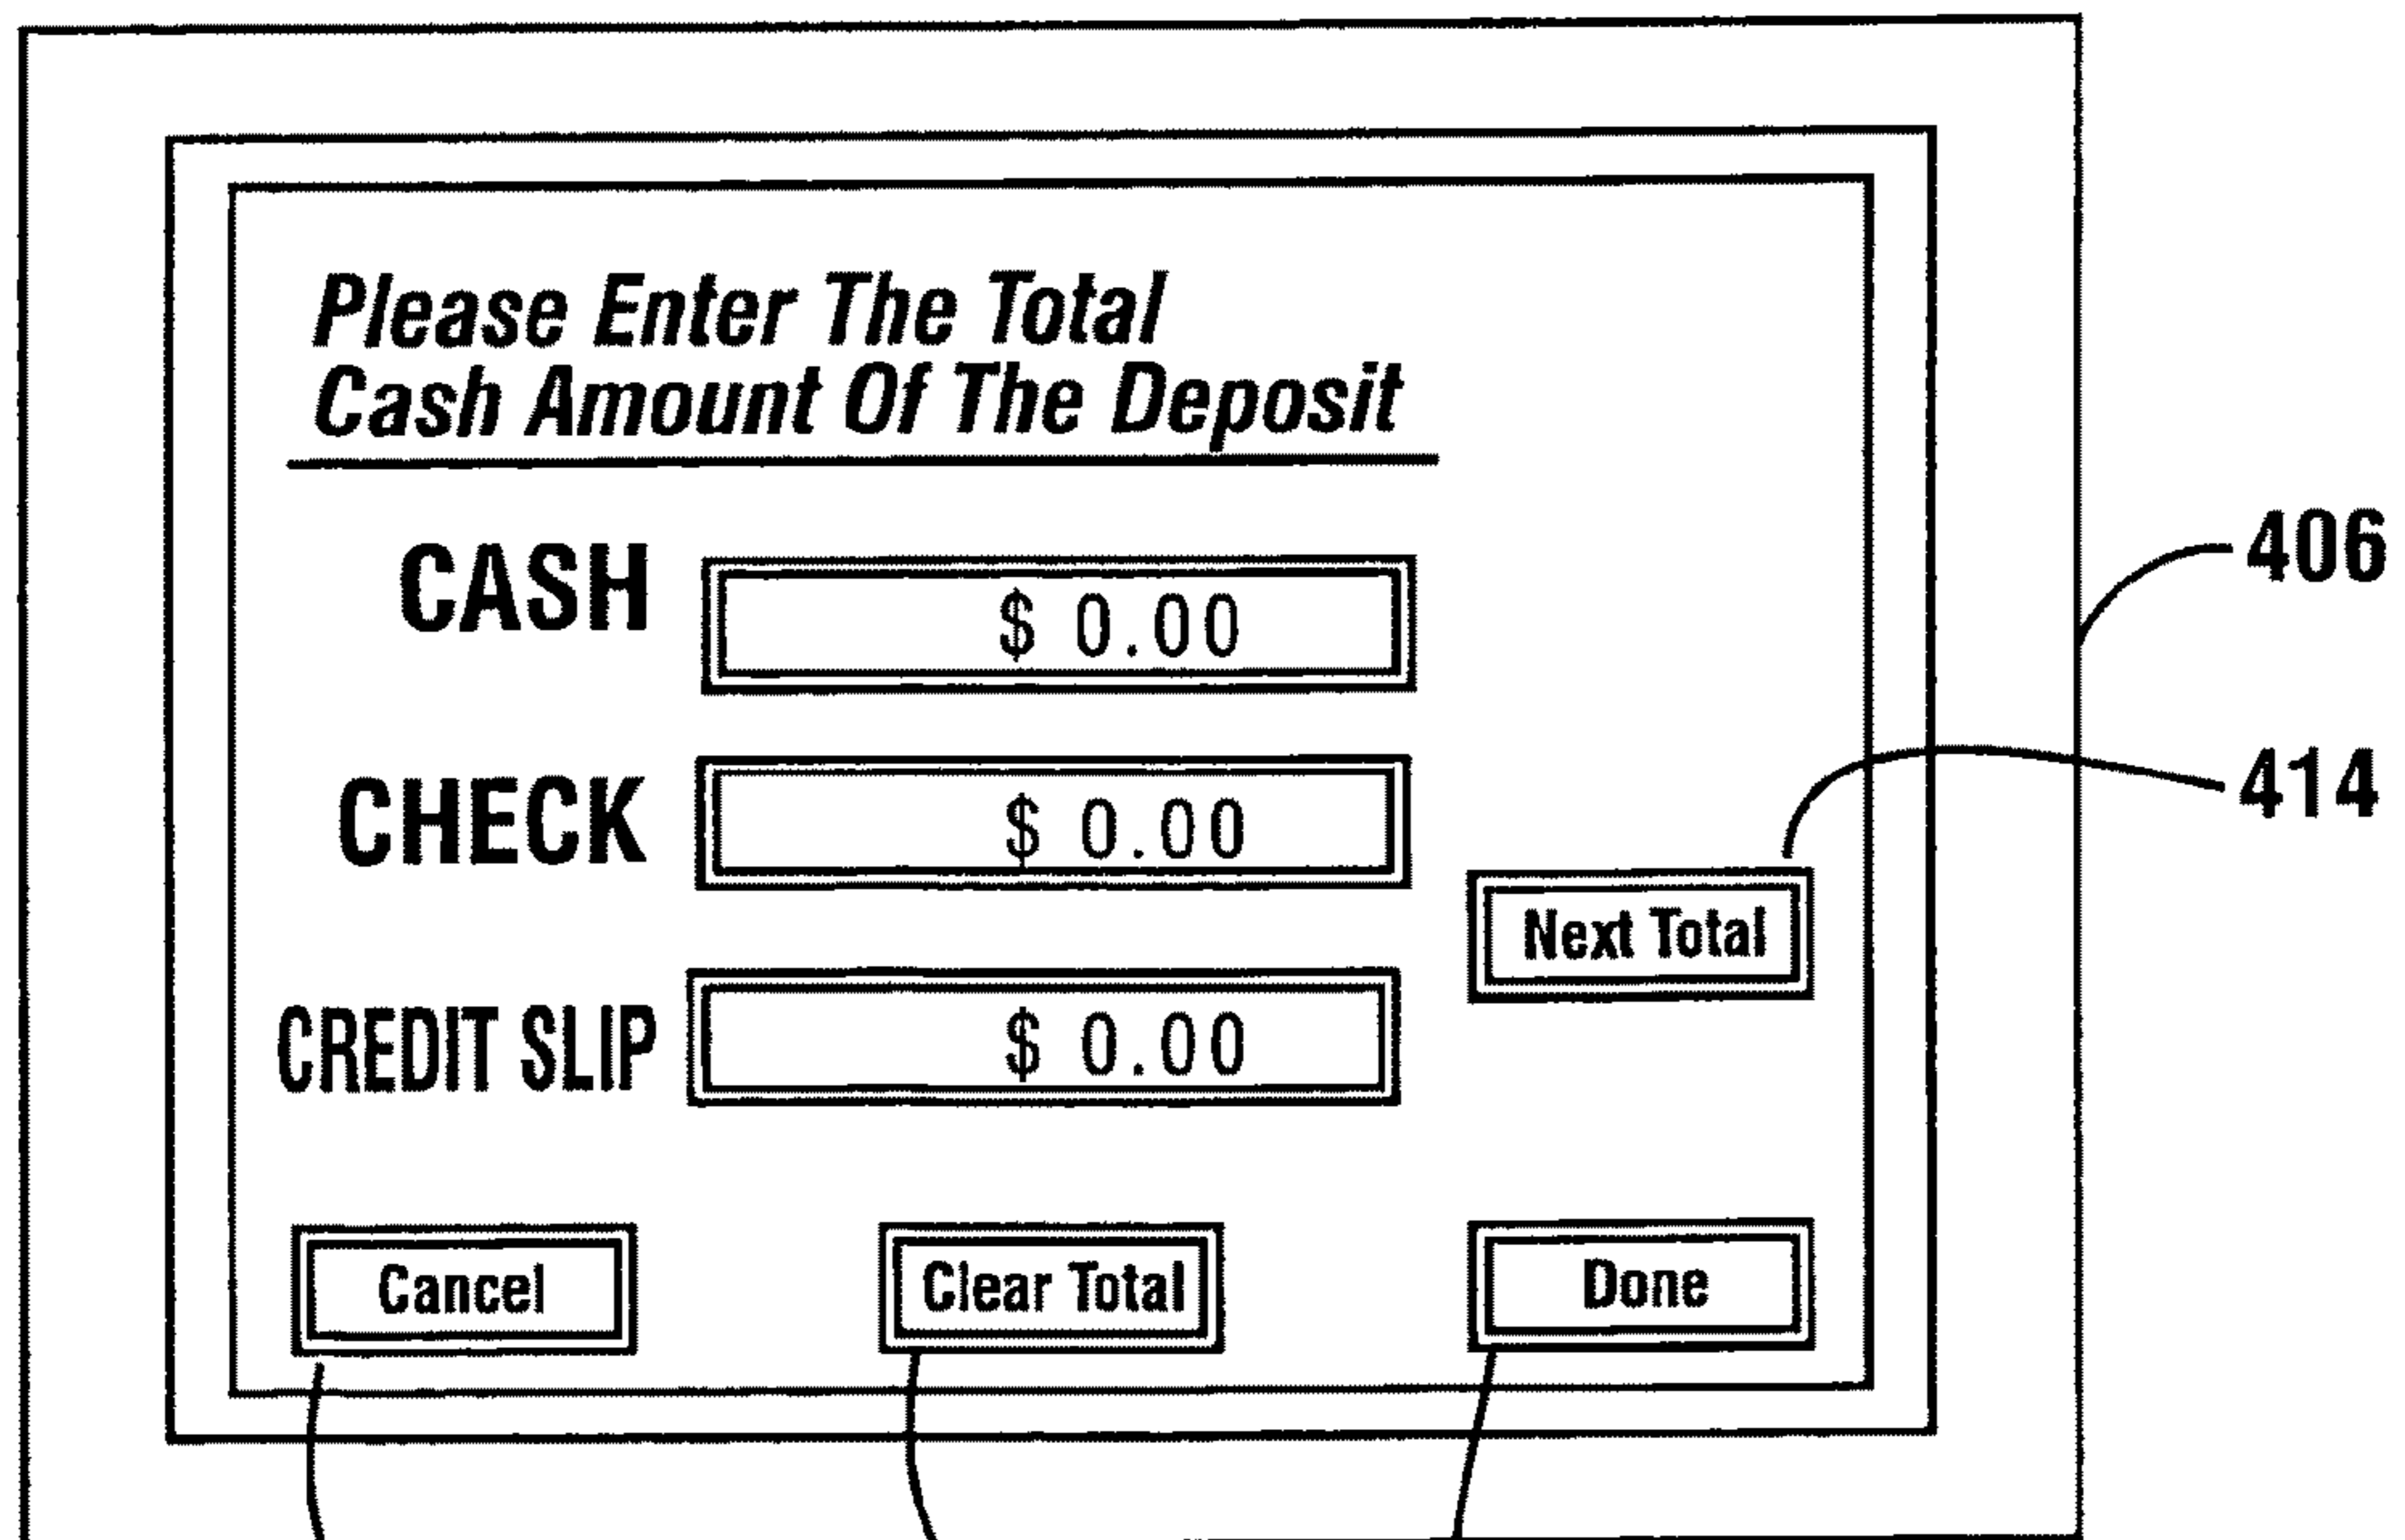 Please Enter The Total
Cash Amount Of The Deposit
CASH $ 0.00
406
CHECK $ 0.00
414
Next Total
CREDIT SLIP $ 0.00
Cancel Clear Total Done